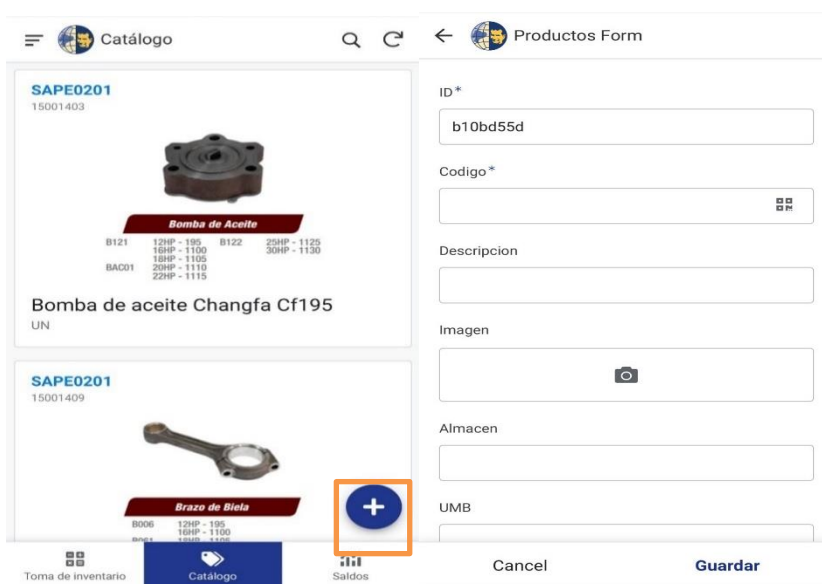 Catálogo
SAPE0201
15001403
Bomba de Aceite
B121 12HP - 195 B122 25HP - 1125
16HP - 1100 30HP - 1130
18HP - 1105
BAC01 20HP - 1110
22HP - 1115
Bomba de aceite Changfa Cf195
UN
SAPE0201
15001409
Brazo de Biela
B006 12HP - 195
16HP - 1100
18HP - 1105
Toma de inventario
Catálogo
Saldos
Productos Form
ID*
b10bd55d
Codigo*
Descripcion
Imagen
Almacen
UMB
Cancel
Guardar